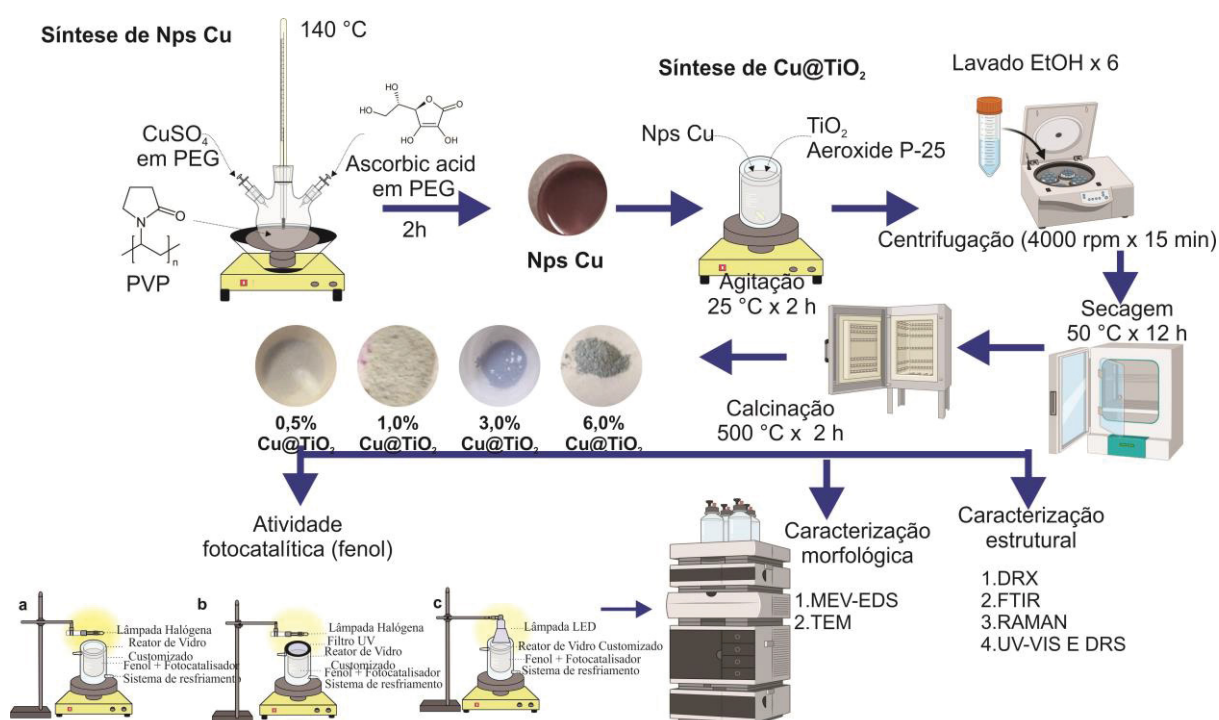 Síntese de Nps Cu
140 °C
CuSO₄
em PEG
HO
HO
O
O
HO
OH
Ascorbic acid
em PEG
2h
N
O
n
PVP
Nps Cu
Síntese de Cu@TiO₂
Nps Cu
TiO₂
Aeroxide P-25
Agitação
25 °C x 2 h
Lavado EtOH x 6
Centrifugação (4000 rpm x 15 min)
Secagem
50 °C x 12 h
Calcinação
500 °C x 2 h
0,5%
Cu@TiO₂
1,0%
Cu@TiO₂
3,0%
Cu@TiO₂
6,0%
Cu@TiO₂
Atividade
fotocatalítica (fenol)
a
Lâmpada Halógena
Reator de Vidro
Customizado
Fenol + Fotocatalisador
Sistema de resfriamento
b
Lâmpada Halógena
Filtro UV
Reator de Vidro
Customizado
Fenol + Fotocatalisador
Sistema de resfriamento
c
Lâmpada LED
Reator de Vidro Customizado
Fenol + Fotocatalisador
Sistema de resfriamento
Caracterização
morfológica
1.MEV-EDS
2.TEM
Caracterização
estrutural
1.DRX
2.FTIR
3.RAMAN
4.UV-VIS E DRS